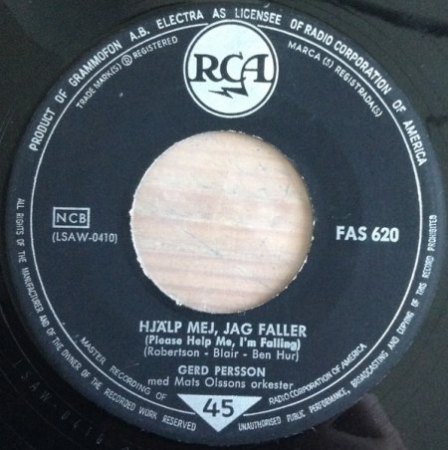 PRODUCT OF GRAMMOFON A.B. ELECTRA AS LICENSEE OF RADIO CORPORATION OF AMERICA
TRADE MARK(S) Ⓡ REGISTERED
MARCA (S) REGISTRADA(S)
RCA
NCB
(LSAW-0410)
FAS 620
HJÄLP MEJ, JAG FALLER
(Please Help Me, I'm Falling)
(Robertson - Blair - Ben Hur)
GERD PERSSON
med Mats Olssons orkester
45
MASTER RECORDING OF
RADIO CORPORATION OF AMERICA
ALL RIGHTS OF THE MANUFACTURER AND OF THE OWNER OF THE RECORDED WORK RESERVED
UNAUTHORISED PUBLIC PERFORMANCE, BROADCASTING AND COPYING OF THIS RECORD PROHIBITED